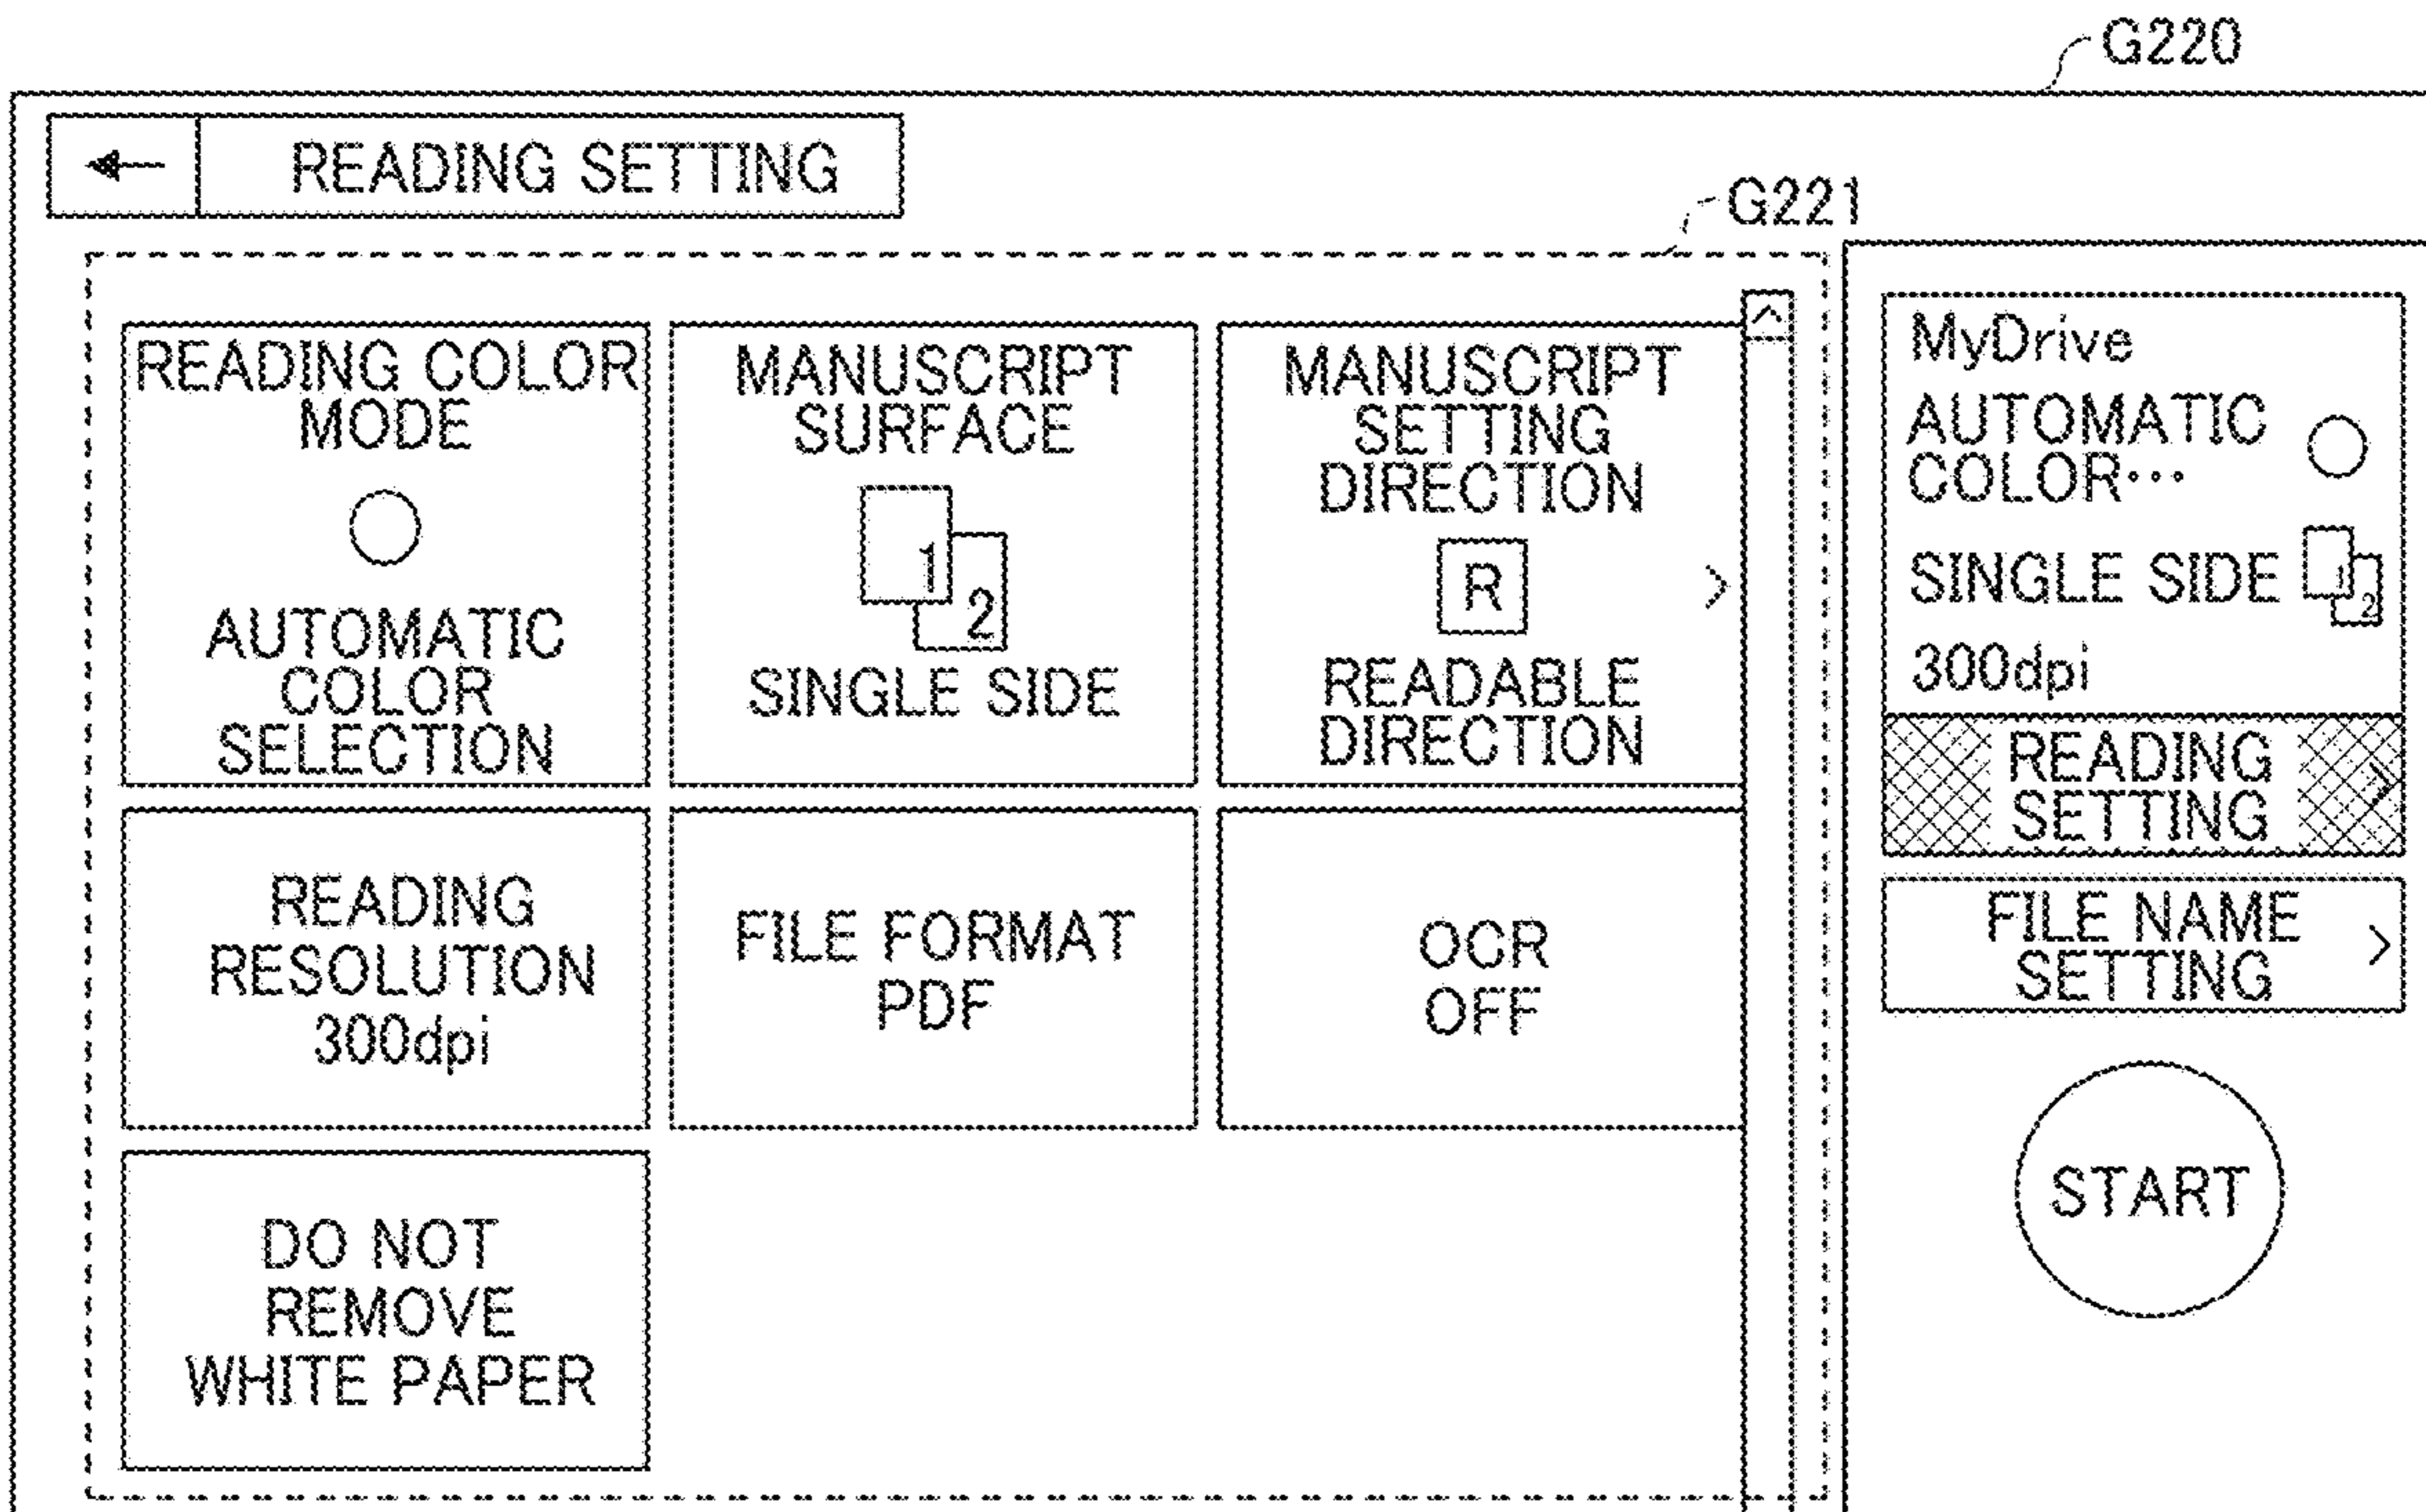 G220
READING SETTING
G221
READING COLOR
MODE
AUTOMATIC
COLOR
SELECTION
MANUSCRIPT
SURFACE
1
2
SINGLE SIDE
MANUSCRIPT
SETTING
DIRECTION
R
READABLE
DIRECTION
READING
RESOLUTION
300dpi
FILE FORMAT
PDF
OCR
OFF
DO NOT
REMOVE
WHITE PAPER
MyDrive
AUTOMATIC
COLOR…
SINGLE SIDE
1
2
300dpi
READING
SETTING
FILE NAME
SETTING
START